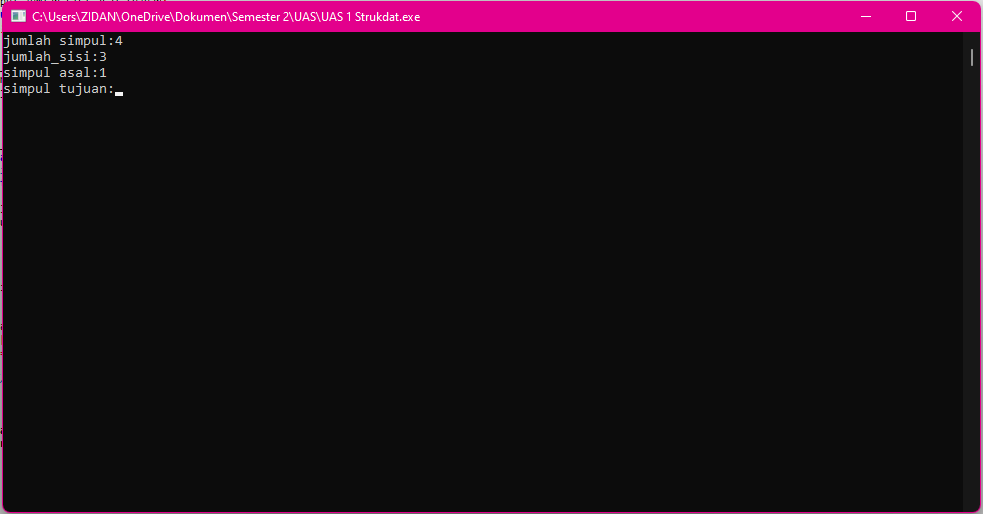 C:\Users\ZIDAN\OneDrive\Dokumen\Semester 2\UAS\UAS 1 Strukdat.exe
jumlah simpul:4
jumlah_sisi:3
simpul asal:1
simpul tujuan: